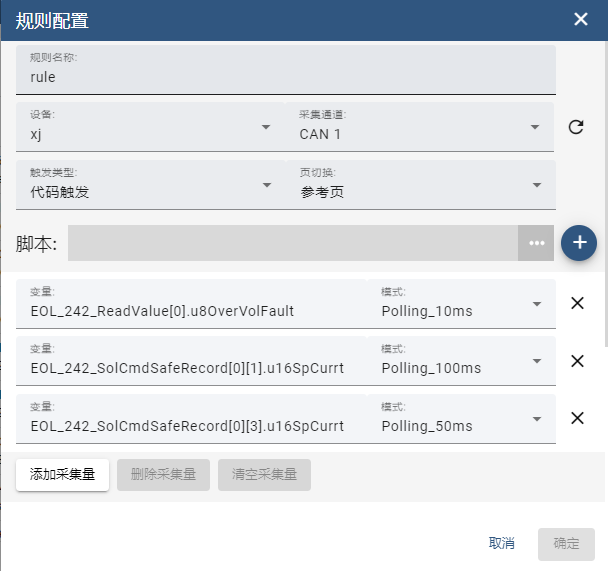 规则配置
规则名称:
rule
设备: 采集通道:
xj CAN 1
触发类型: 页切换:
代码触发 参考页
脚本:
变量: 模式:
EOL_242_ReadValue[0].u8OverVolFault Polling_10ms
变量: 模式:
EOL_242_SolCmdSafeRecord[0][1].u16SpCurrt Polling_100ms
变量: 模式:
EOL_242_SolCmdSafeRecord[0][3].u16SpCurrt Polling_50ms
添加采集量 删除采集量 清空采集量
取消 确定